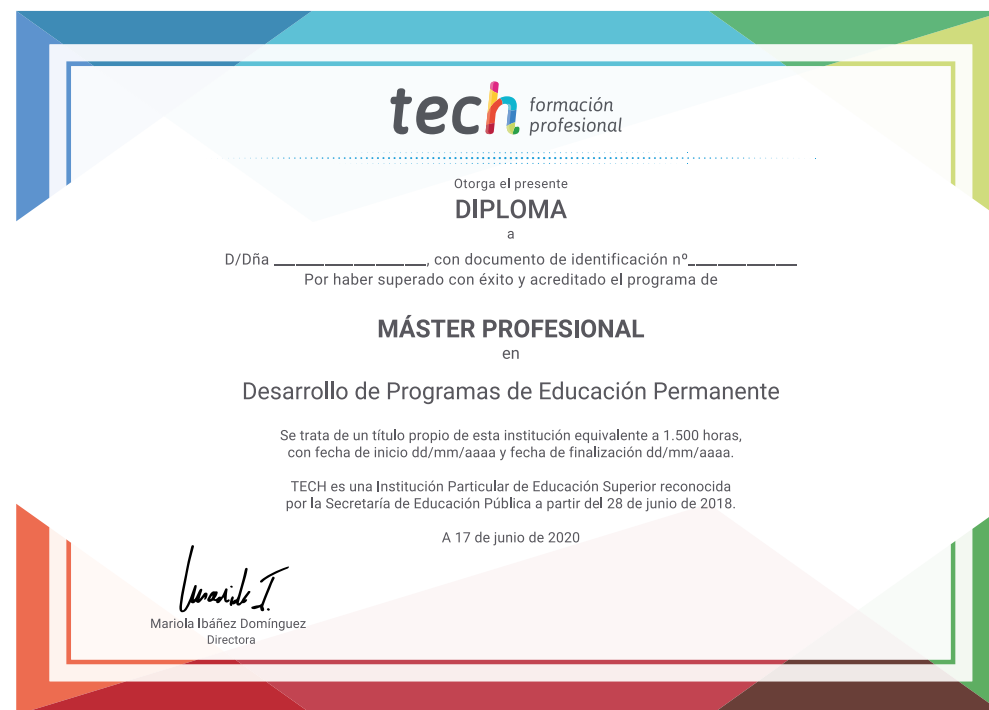 tech formación
profesional
Otorga el presente
DIPLOMA
a
D/Dña ______________, con documento de identificación nº__________
Por haber superado con éxito y acreditado el programa de
MÁSTER PROFESIONAL
en
Desarrollo de Programas de Educación Permanente
Se trata de un título propio de esta institución equivalente a 1.500 horas,
con fecha de inicio dd/mm/aaaa y fecha de finalización dd/mm/aaaa.
TECH es una Institución Particular de Educación Superior reconocida
por la Secretaría de Educación Pública a partir del 28 de junio de 2018.
A 17 de junio de 2020
Mariola Ibáñez Domínguez
Directora